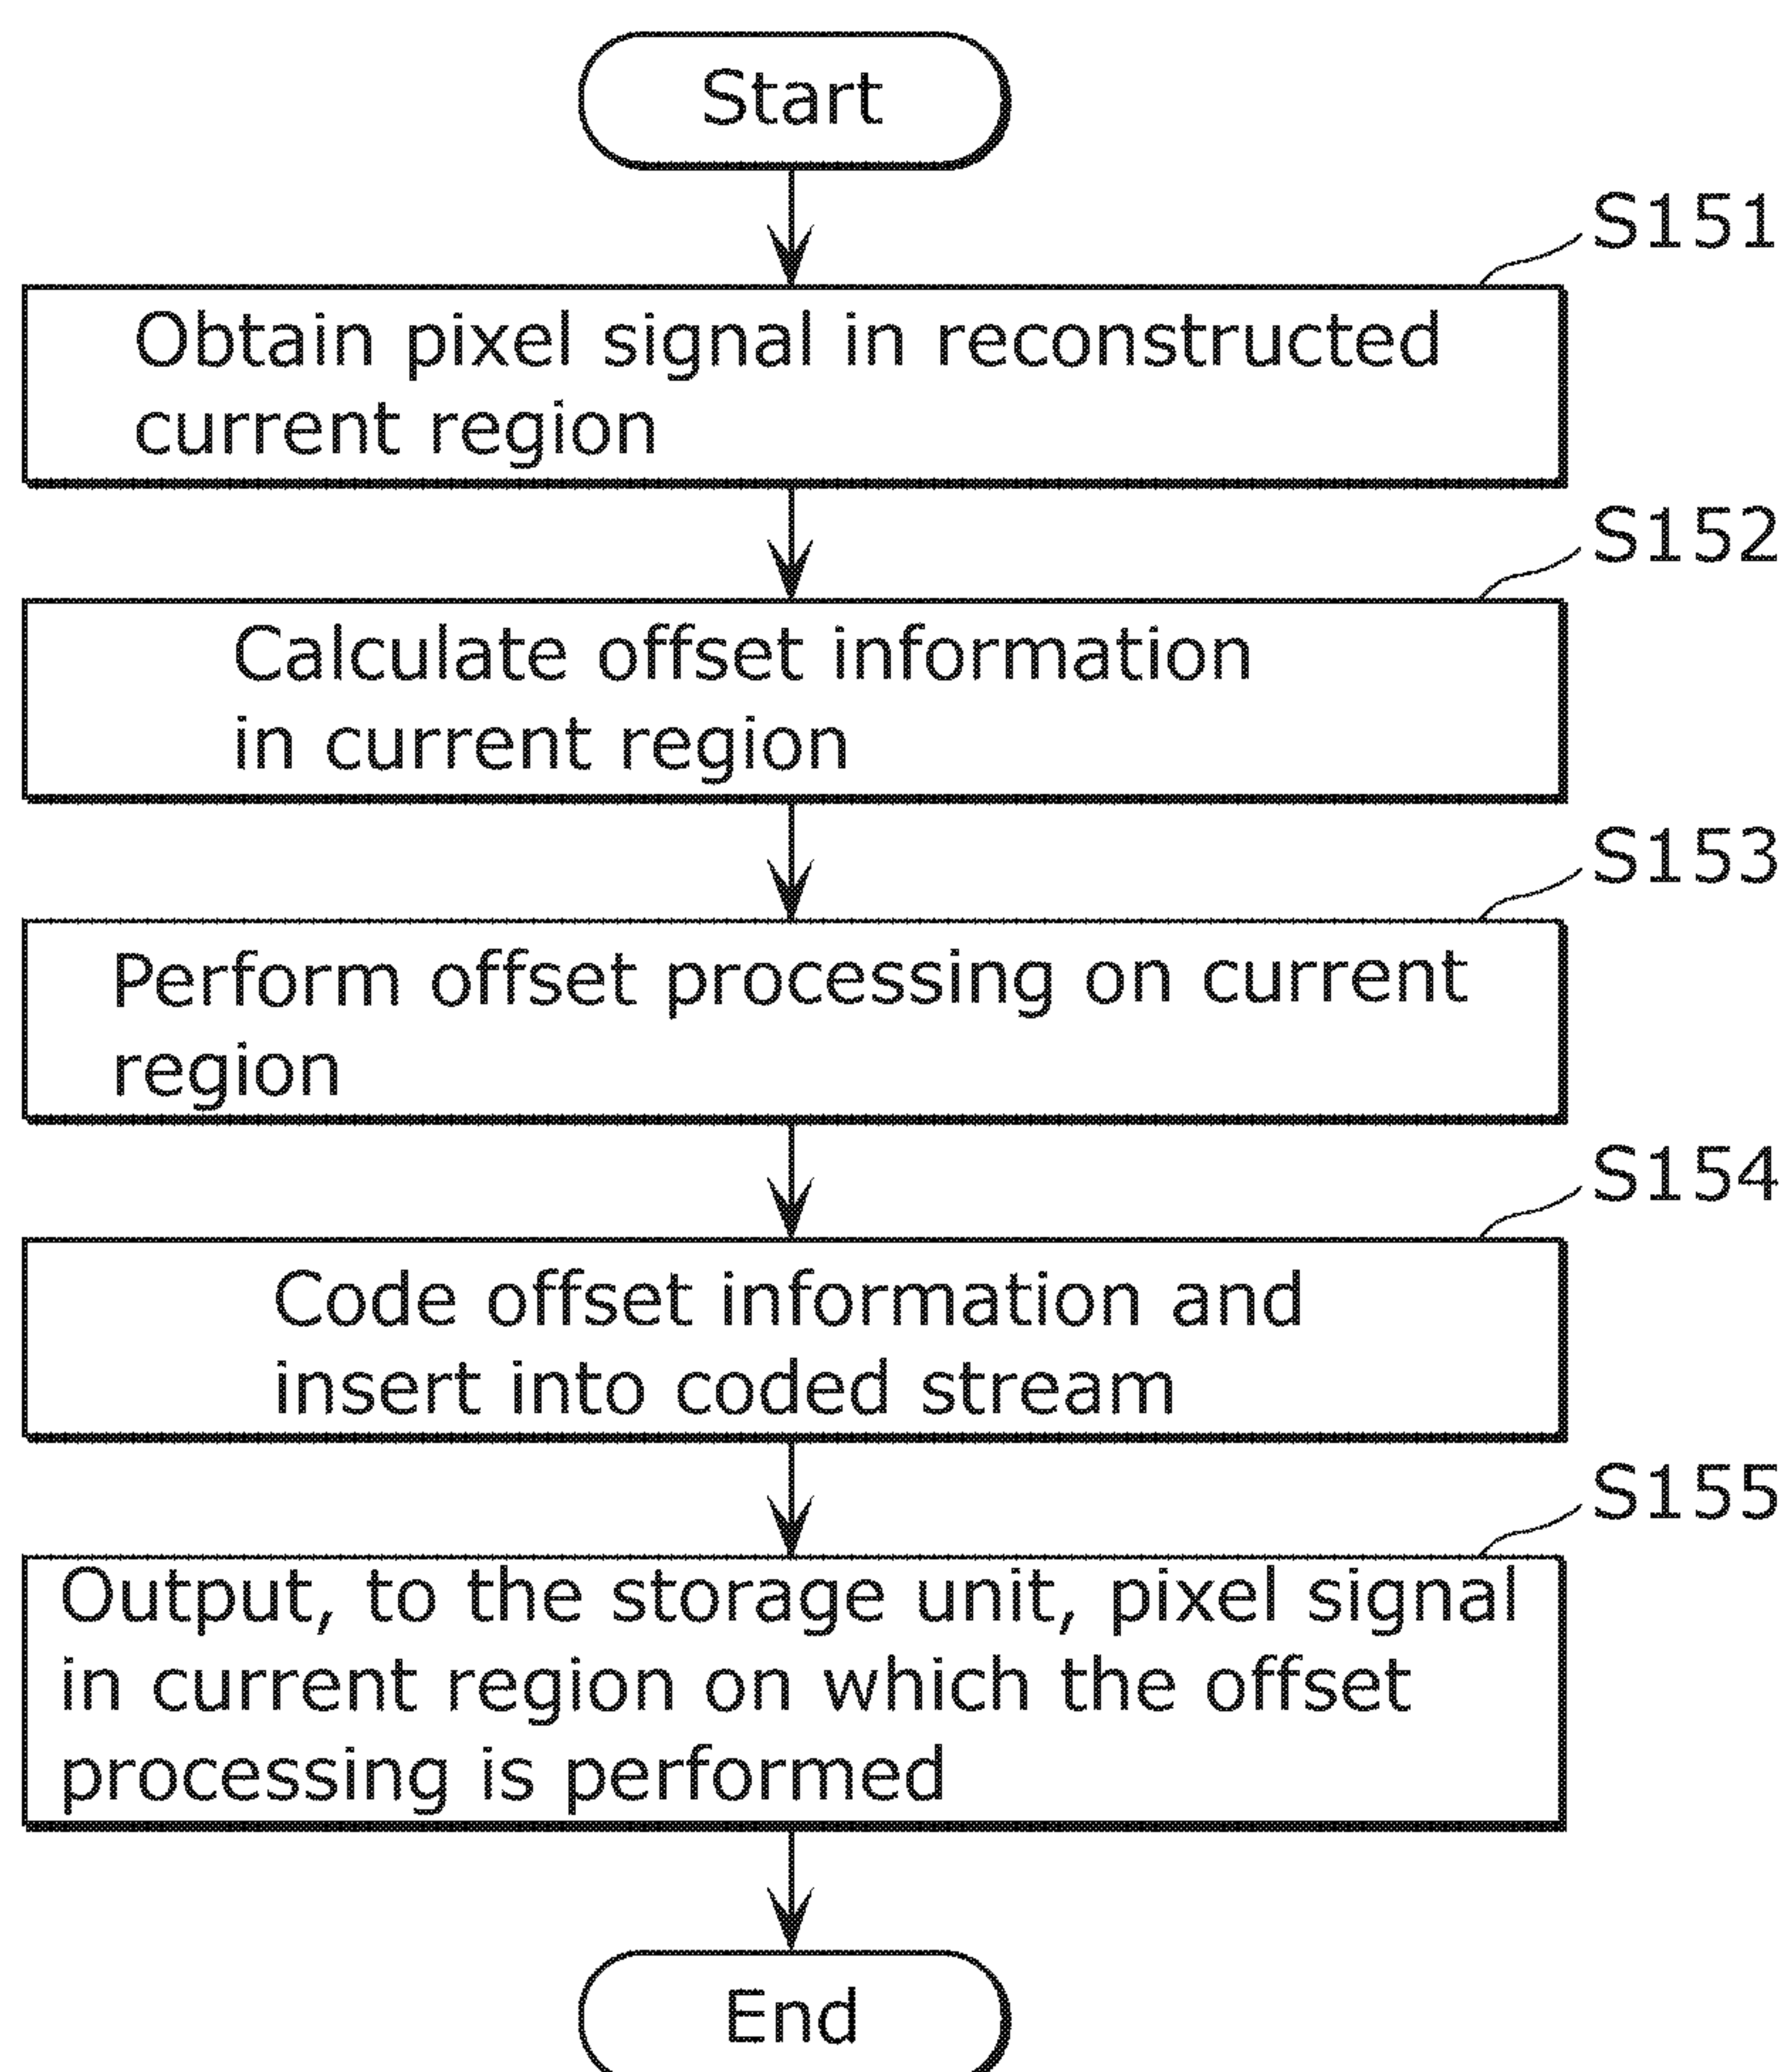 Start
S151
Obtain pixel signal in reconstructed
current region
S152
Calculate offset information
in current region
S153
Perform offset processing on current
region
S154
Code offset information and
insert into coded stream
S155
Output, to the storage unit, pixel signal
in current region on which the offset
processing is performed
End